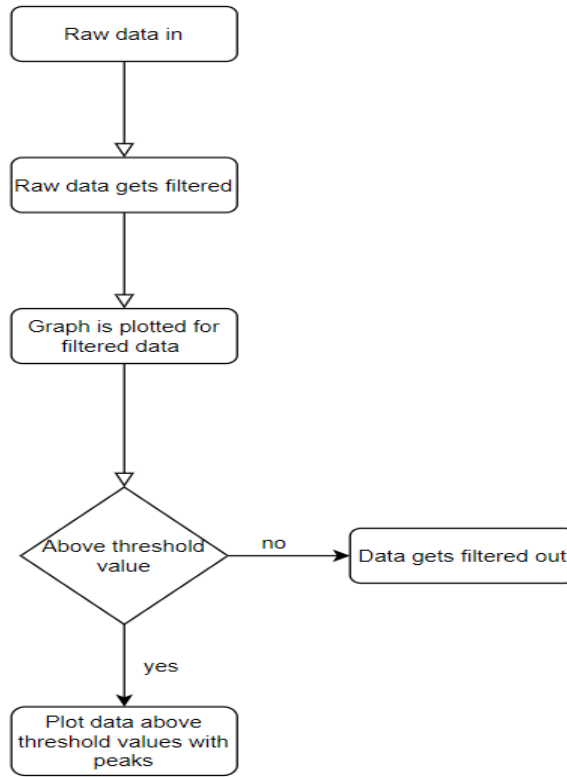 Raw data in
Raw data gets filtered
Graph is plotted for
filtered data
Above threshold
value
no
Data gets filtered out
yes
Plot data above
threshold values with
peaks